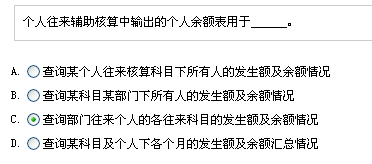 个人往来辅助核算中输出的个人余额表用于______。
A. 查询某个人往来核算科目下所有人的发生额及余额情况
B. 查询某科目某部门下所有人的发生额及余额情况
C. 查询部门往来个人的各往来科目的发生额及余额情况
D. 查询某科目及个人下各个月的发生额及余额汇总情况